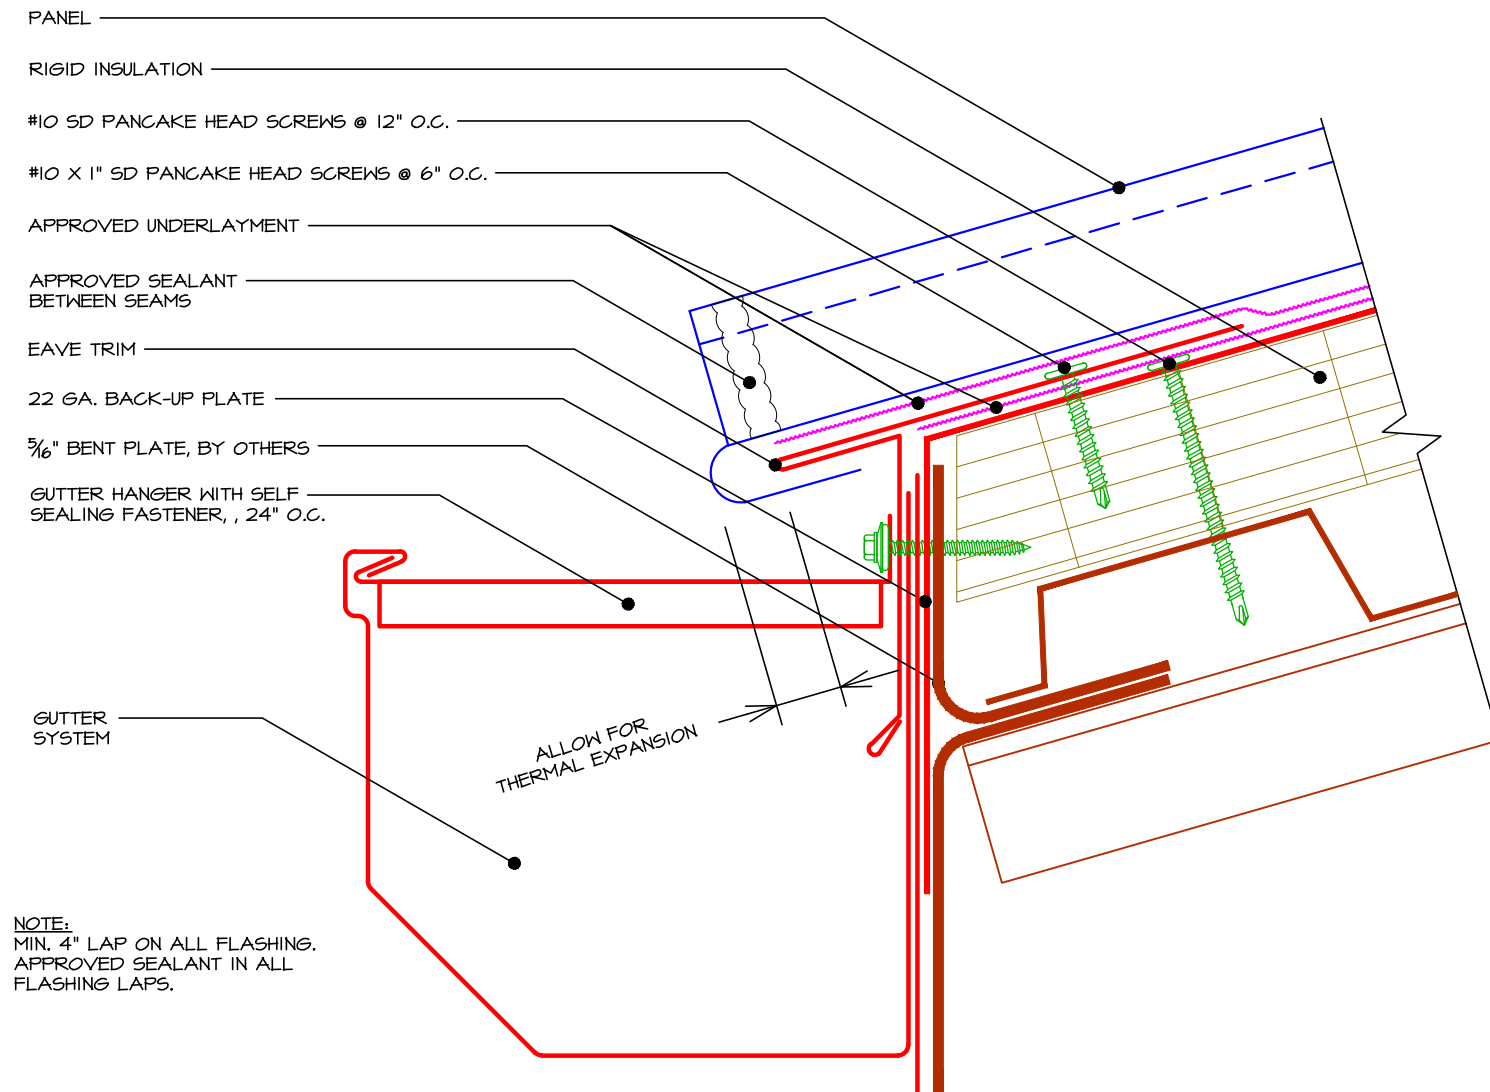 PANEL
RIGID INSULATION
#10 SD PANCAKE HEAD SCREWS @ 12" O.C.
#10 X 1" SD PANCAKE HEAD SCREWS @ 6" O.C.
APPROVED UNDERLAYMENT
APPROVED SEALANT
BETWEEN SEAMS
EAVE TRIM
22 GA. BACK-UP PLATE
5/16" BENT PLATE, BY OTHERS
GUTTER HANGER WITH SELF
SEALING FASTENER, , 24" O.C.
GUTTER
SYSTEM
ALLOW FOR
THERMAL EXPANSION
NOTE:
MIN. 4" LAP ON ALL FLASHING.
APPROVED SEALANT IN ALL
FLASHING LAPS.